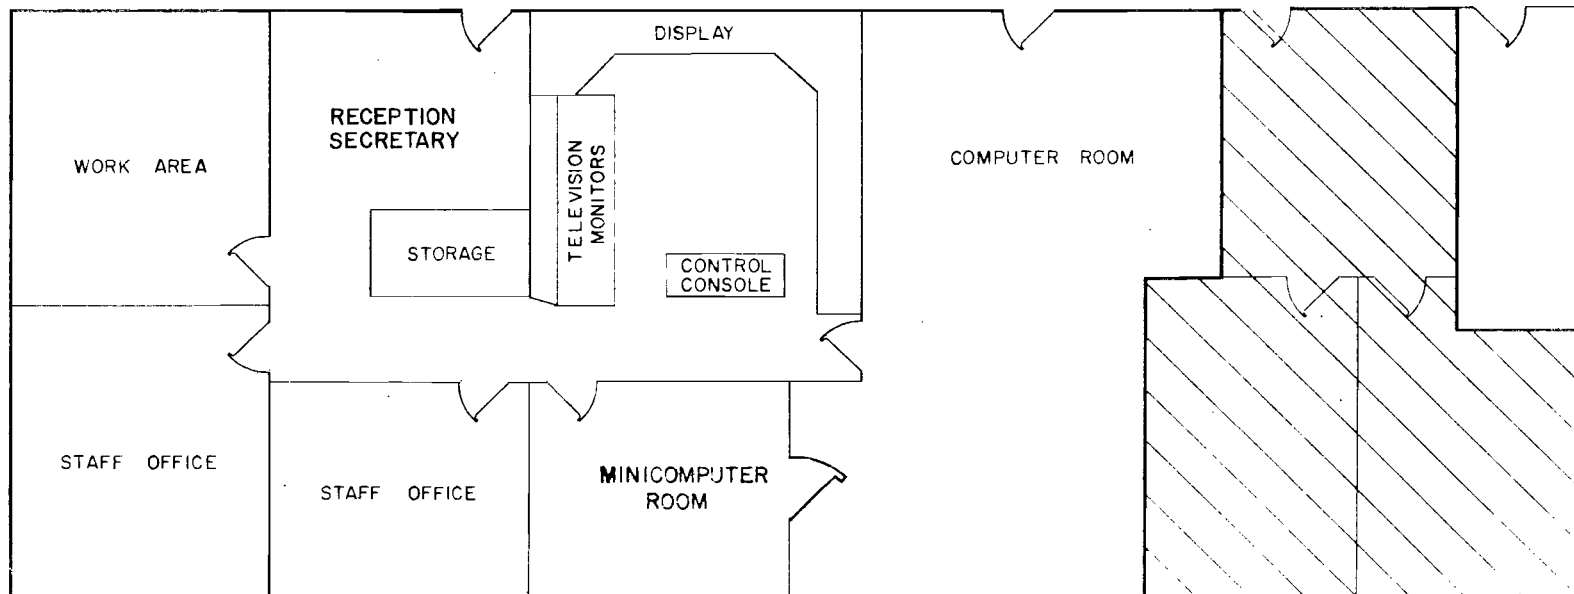 DISPLAY
RECEPTION
SECRETARY
WORK AREA
TELEVISION
MONITORS
COMPUTER ROOM
STORAGE
CONTROL
CONSOLE
STAFF OFFICE
STAFF OFFICE
MINICOMPUTER
ROOM